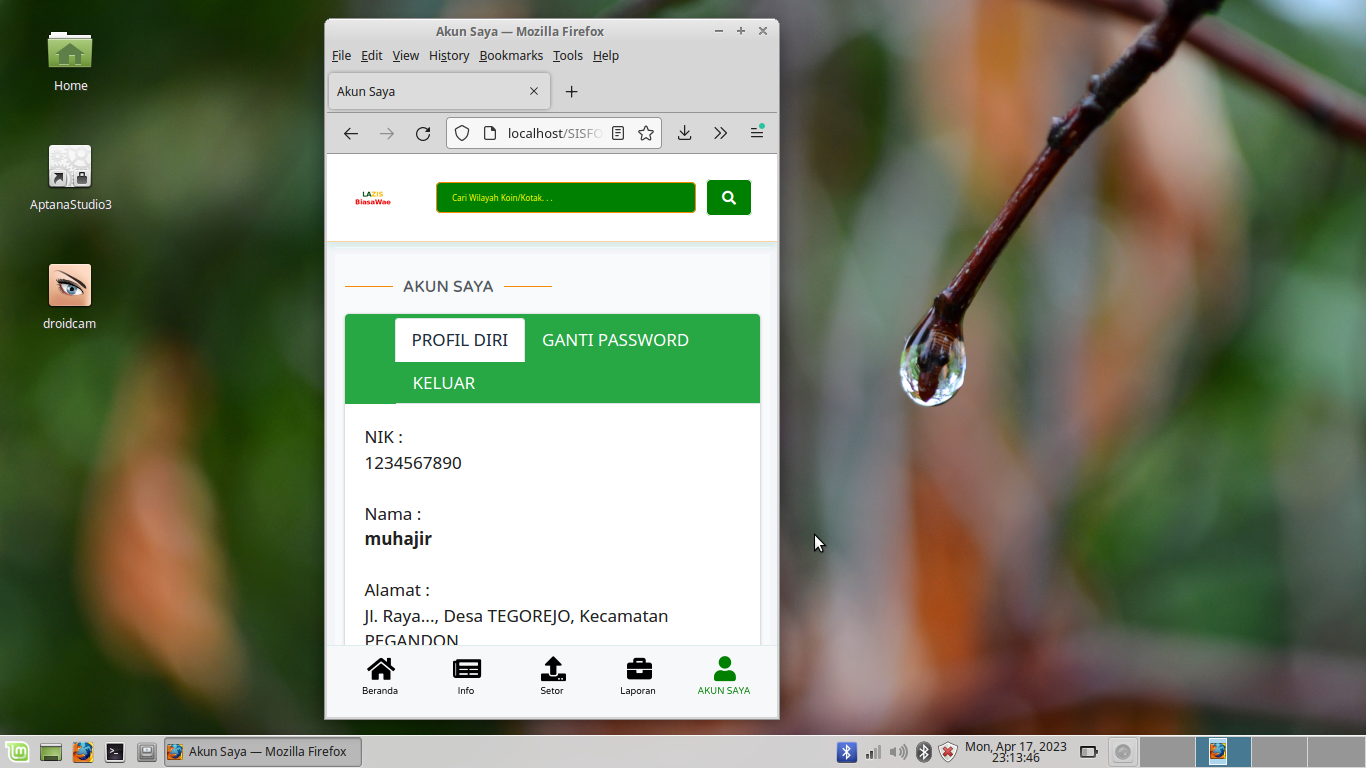 Home
AptanaStudio3
droidcam
Akun Saya — Mozilla Firefox
File Edit View History Bookmarks Tools Help
Akun Saya
localhost/SISFO
LAZIS
BiasaWae
Cari Wilayah Koin/Kotak. . .
AKUN SAYA
PROFIL DIRI GANTI PASSWORD
KELUAR
NIK :
1234567890
Nama :
muhajir
Alamat :
Jl. Raya..., Desa TEGOREJO, Kecamatan
PEGANDON
Beranda Info Setor Laporan AKUN SAYA
Akun Saya — Mozilla Firefox
Mon, Apr 17, 2023
23:13:46